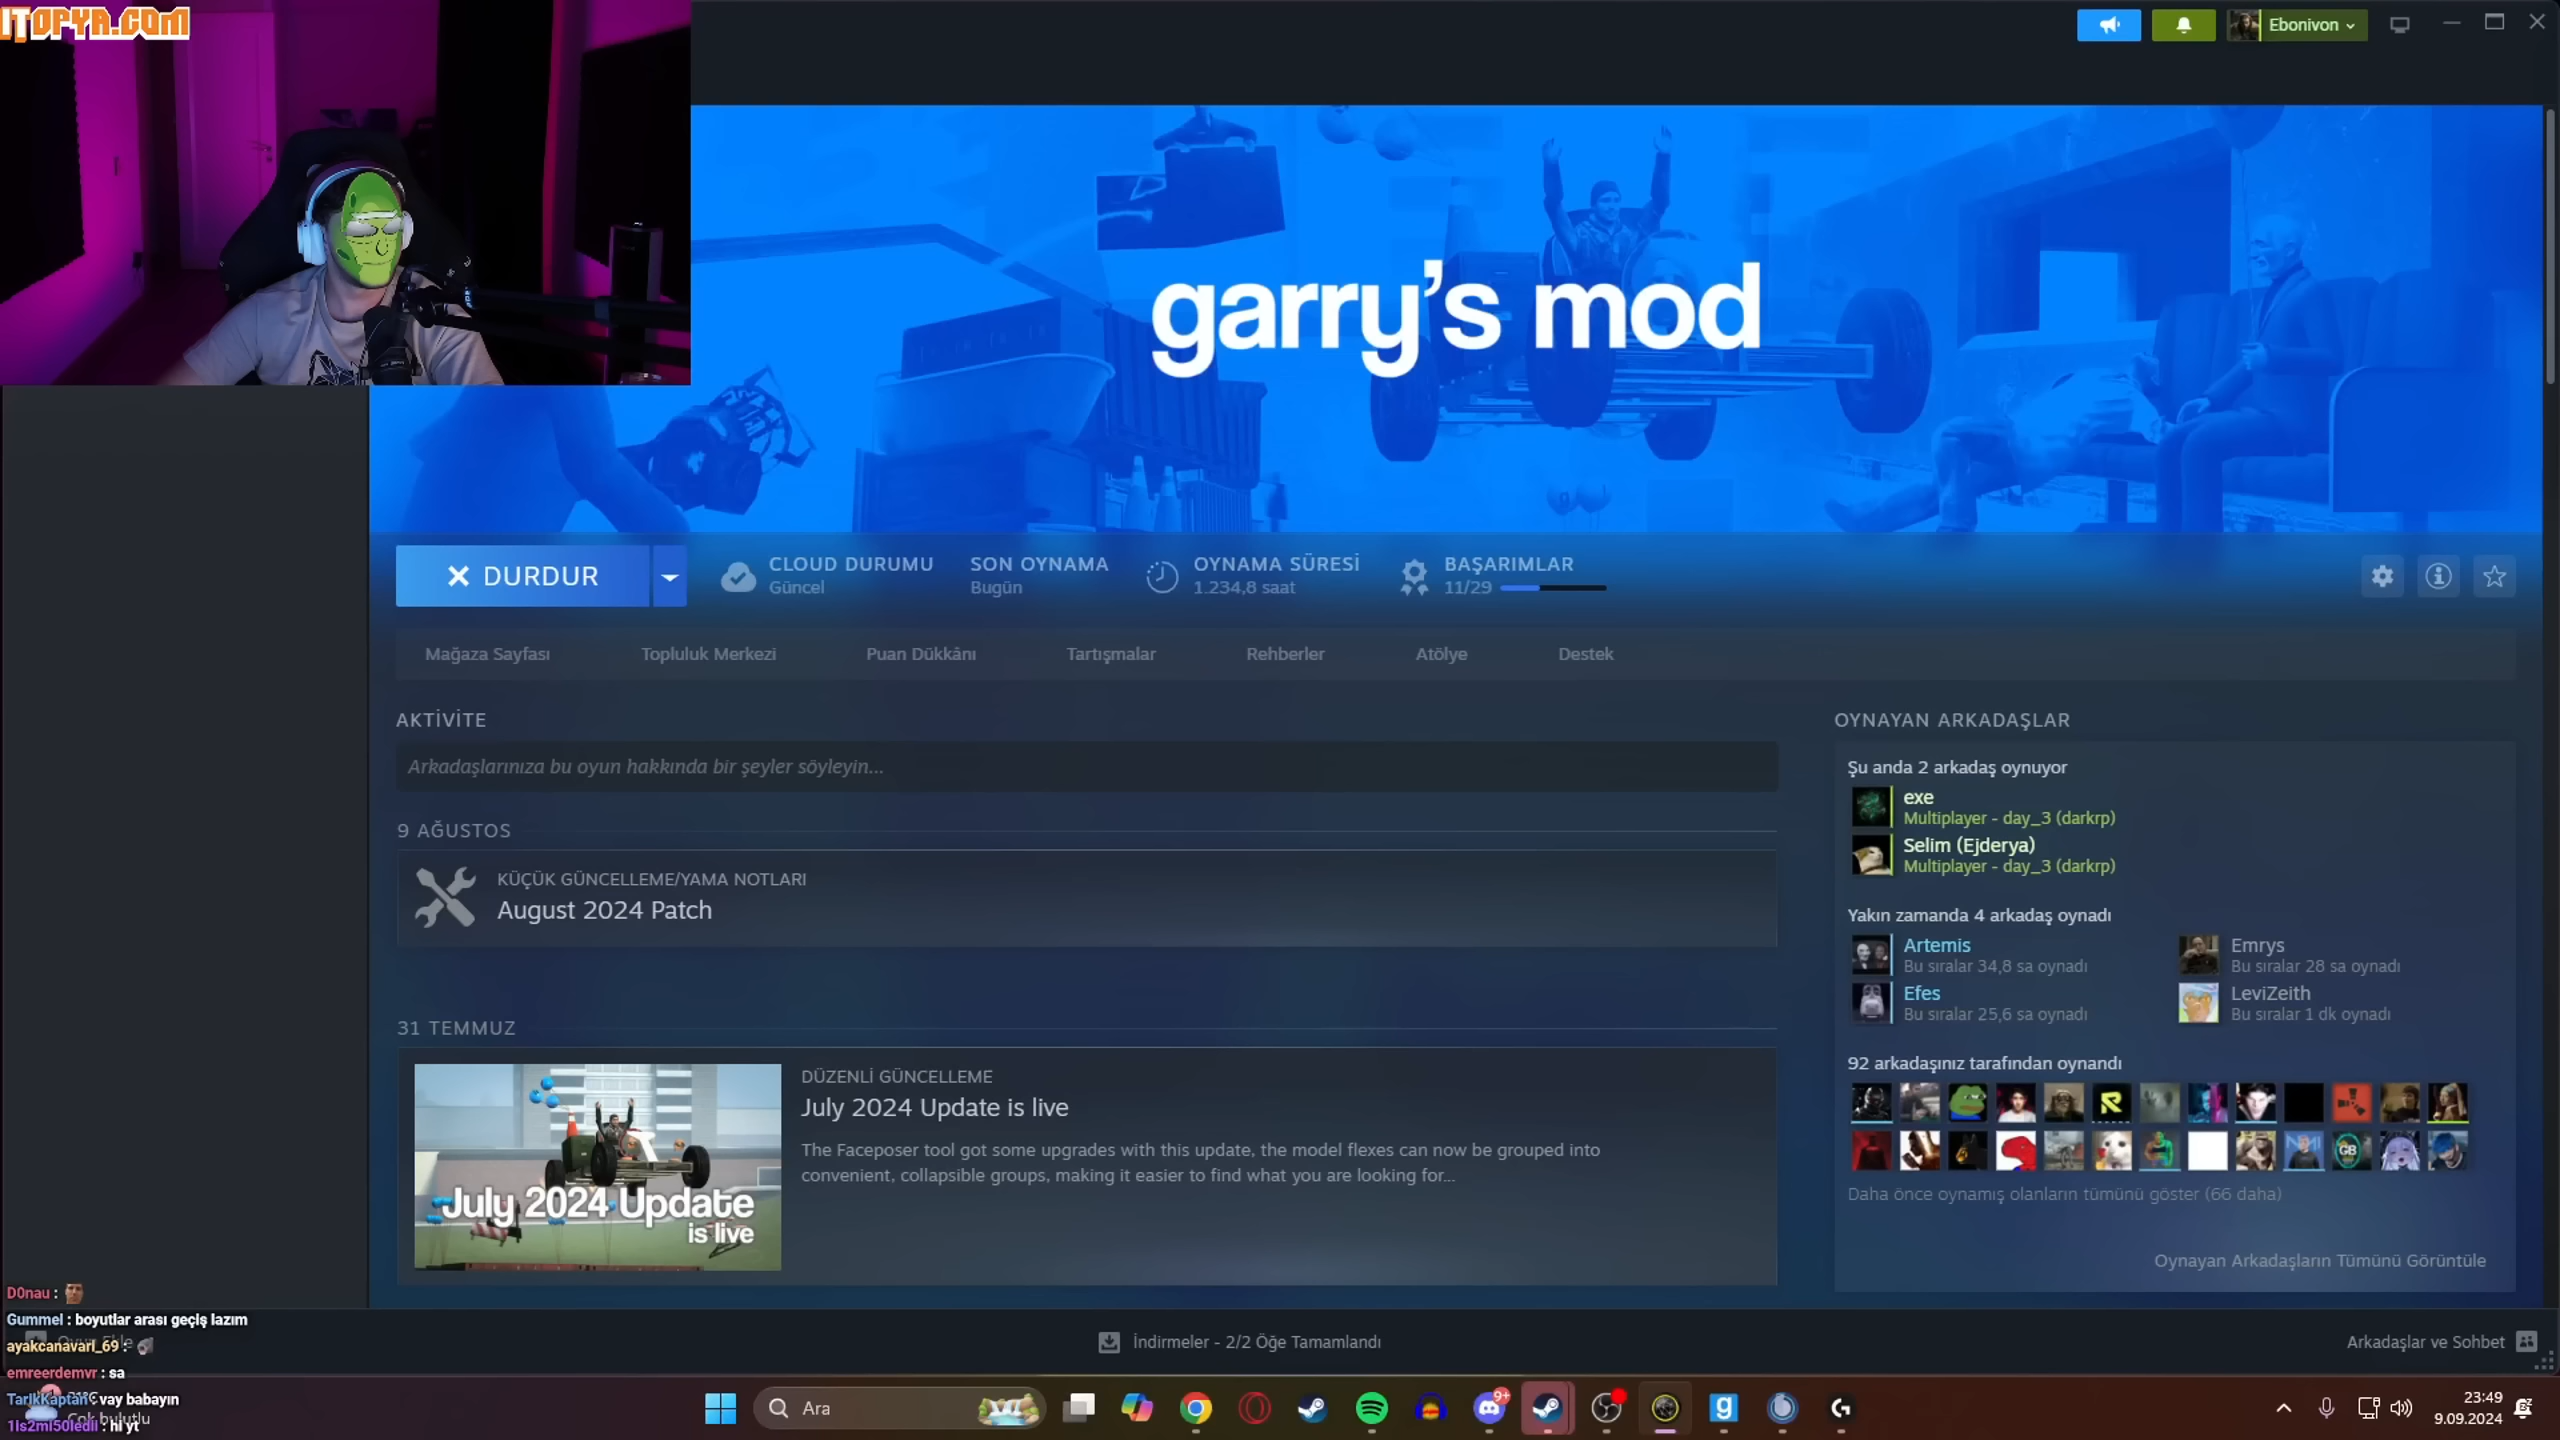 ITOPYA.COM
Ebonivon
garry's mod
DURDUR
CLOUD DURUMU
Güncel
SON OYNAMA
Bugün
OYNAMA SÜRESİ
1.234,8 saat
BAŞARIMLAR
11/29
Mağaza Sayfası
Topluluk Merkezi
Puan Dükkânı
Tartışmalar
Rehberler
Atölye
Destek
AKTİVİTE
Arkadaşlarınıza bu oyun hakkında bir şeyler söyleyin...
9 AĞUSTOS
KÜÇÜK GÜNCELLEME/YAMA NOTLARI
August 2024 Patch
31 TEMMUZ
July 2024 Update
is live
DÜZENLİ GÜNCELLEME
July 2024 Update is live
The Faceposer tool got some upgrades with this update, the model flexes can now be grouped into
convenient, collapsible groups, making it easier to find what you are looking for...
OYNAYAN ARKADAŞLAR
Şu anda 2 arkadaş oynuyor
exe
Multiplayer - day_3 (darkrp)
Selim (Ejderya)
Multiplayer - day_3 (darkrp)
Yakın zamanda 4 arkadaş oynadı
Artemis
Bu sıralar 34,8 sa oynadı
Emrys
Bu sıralar 28 sa oynadı
Efes
Bu sıralar 25,6 sa oynadı
LeviZeith
Bu sıralar 1 dk oynadı
92 arkadaşınız tarafından oynandı
Daha önce oynamış olanların tümünü göster (66 daha)
Oynayan Arkadaşların Tümünü Görüntüle
D0nau :
Gummel : boyutlar arası geçiş lazım
Oyun Ekle
ayakcanavari_69 :
emreerdemvr : sa
TarikKaptan : vay babayın
Çok bulutlu
1ls2ml50ledli : hi yt
İndirmeler - 2/2 Öğe Tamamlandı
Arkadaşlar ve Sohbet
Ara
9+
23:49
9.09.2024